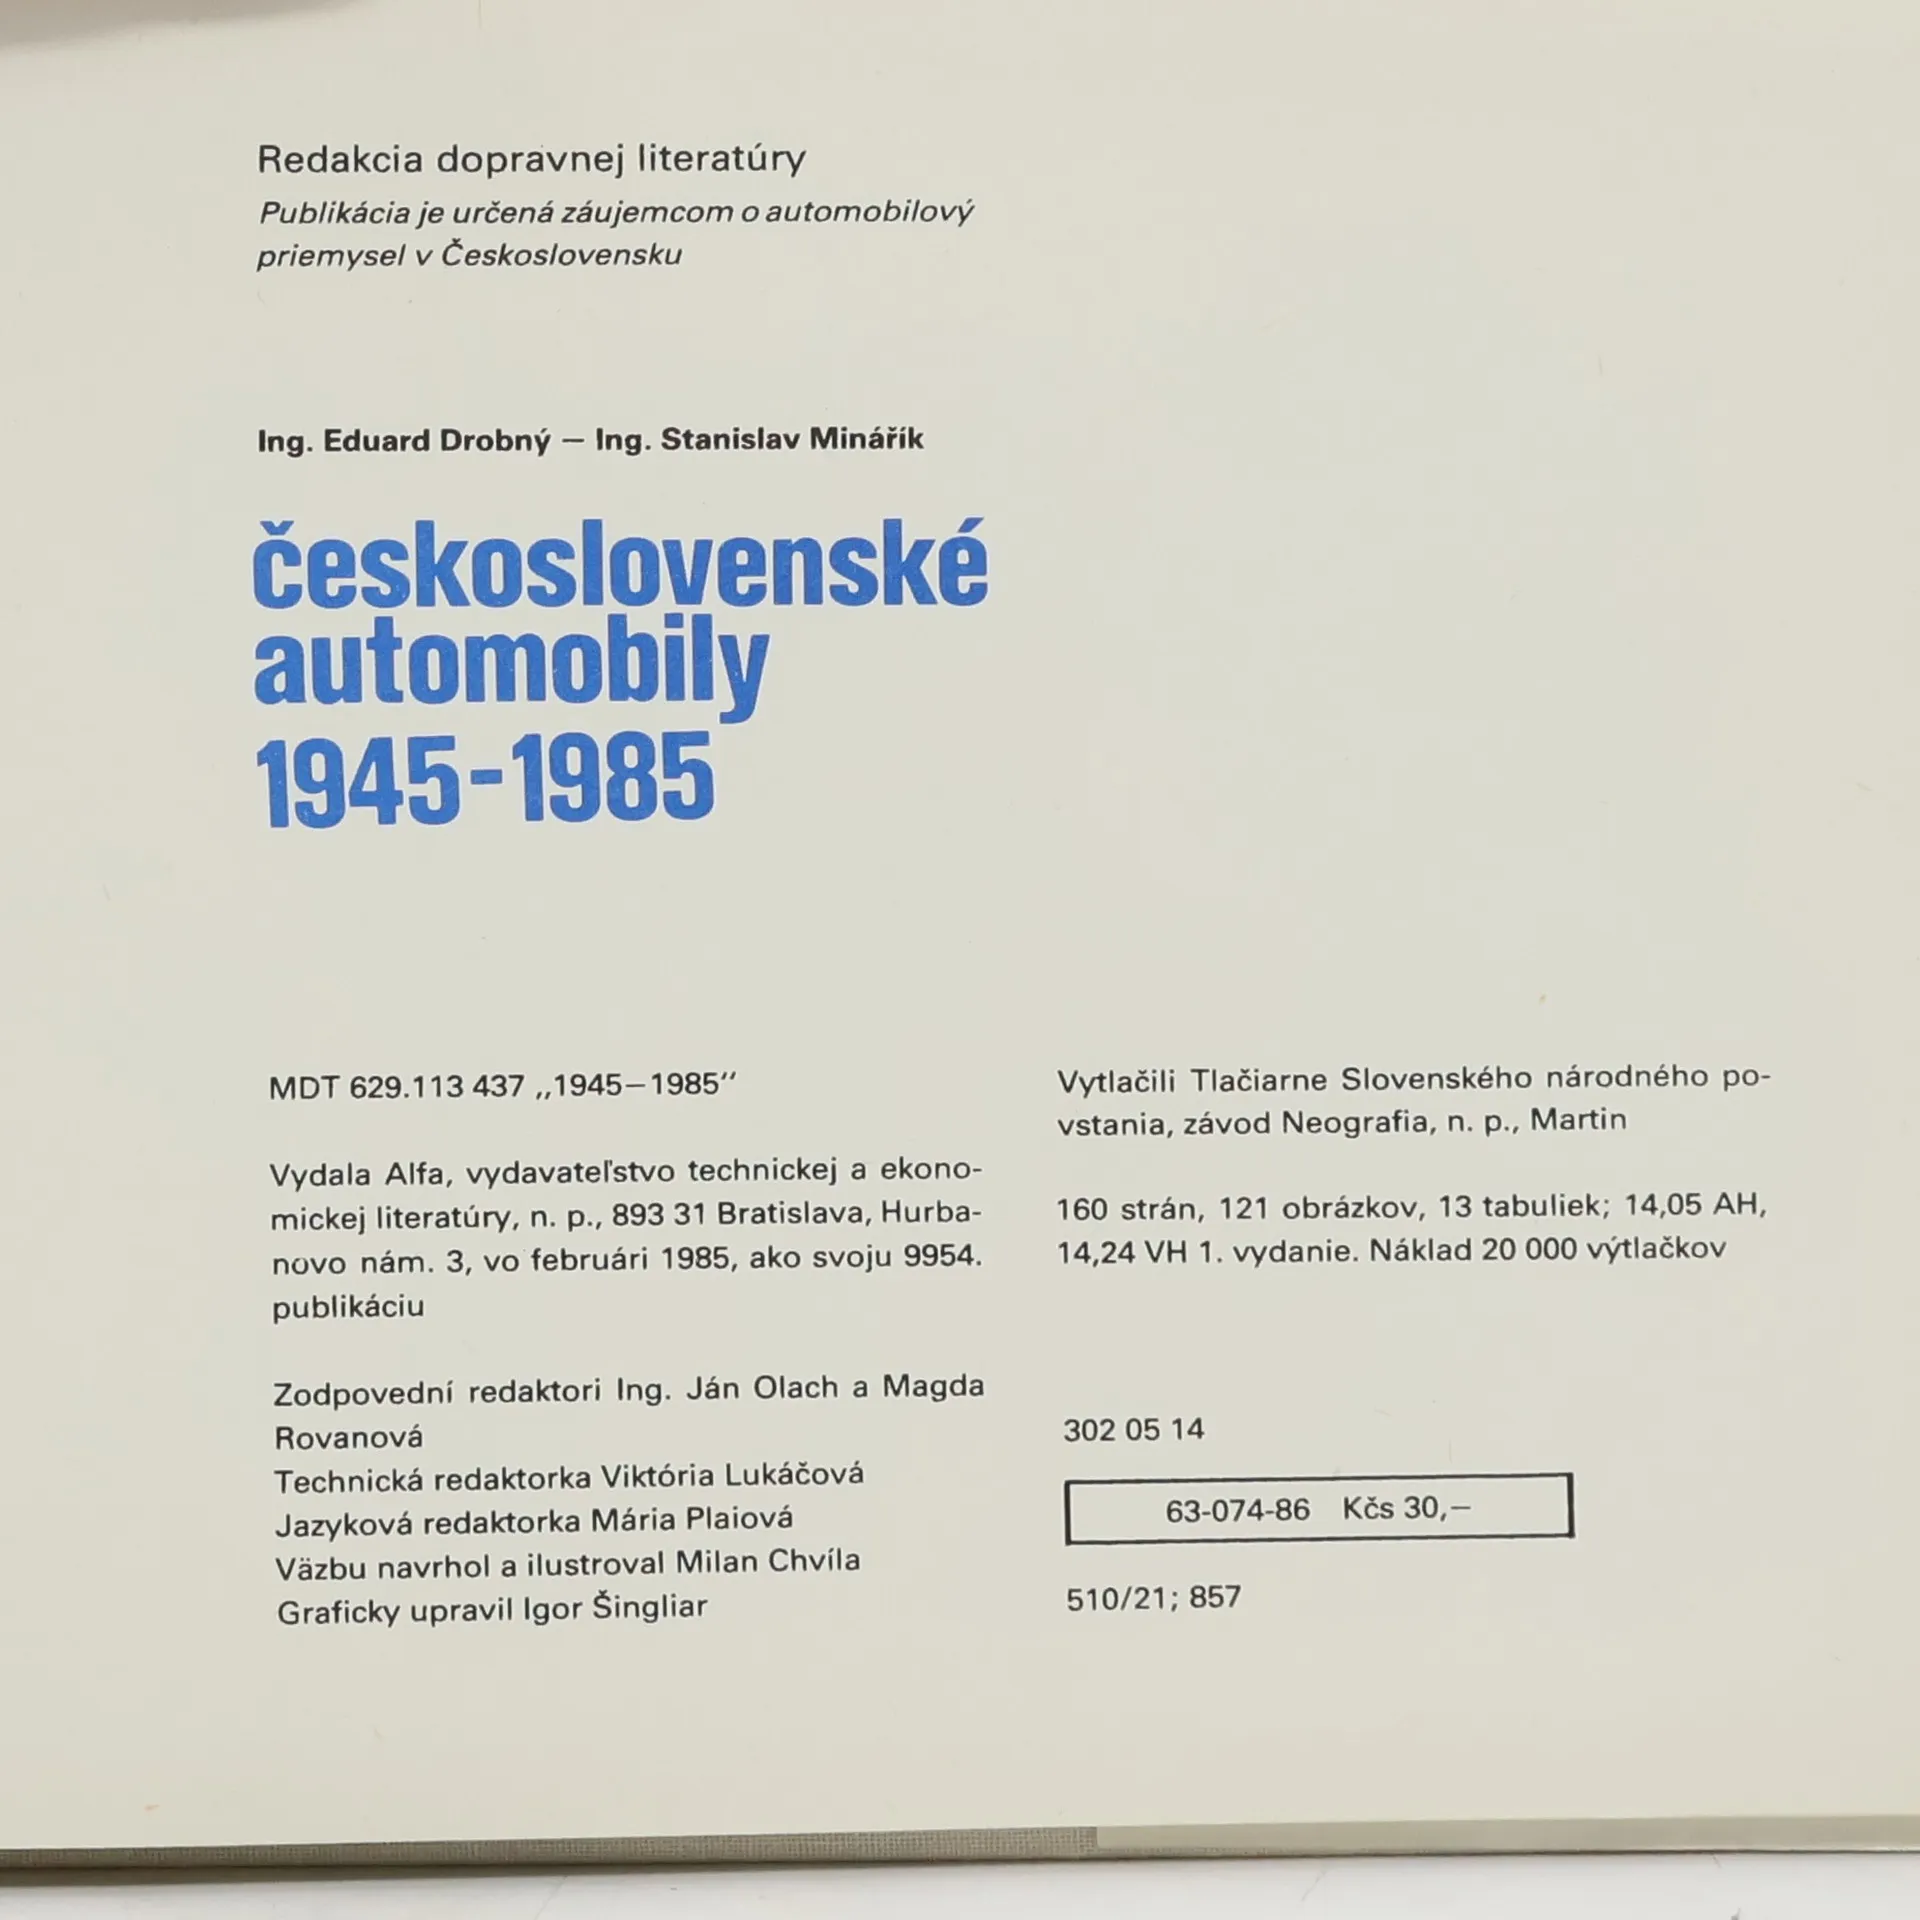 Redakcia dopravnej literatúry
Publikácia je určená záujemcom o automobilový
priemysel v Československu
Ing. Eduard Drobný — Ing. Stanislav Minářík
československé
automobily
1945-1985
MDT 629.113 437 „1945—1985“
Vydala Alfa, vydavateľstvo technickej a ekono-
mickej literatúry, n. p., 893 31 Bratislava, Hurba-
novo nám. 3, vo februári 1985, ako svoju 9954.
publikáciu
Zodpovední redaktori Ing. Ján Olach a Magda
Rovanová
Technická redaktorka Viktória Lukáčová
Jazyková redaktorka Mária Plaiová
Väzbu navrhol a ilustroval Milan Chvíla
Graficky upravil Igor Šingliar
Vytlačili Tlačiarne Slovenského národného po-
vstania, závod Neografia, n. p., Martin
160 strán, 121 obrázkov, 13 tabuliek; 14,05 AH,
14,24 VH 1. vydanie. Náklad 20 000 výtlačkov
302 05 14
63-074-86 Kčs 30,—
510/21; 857